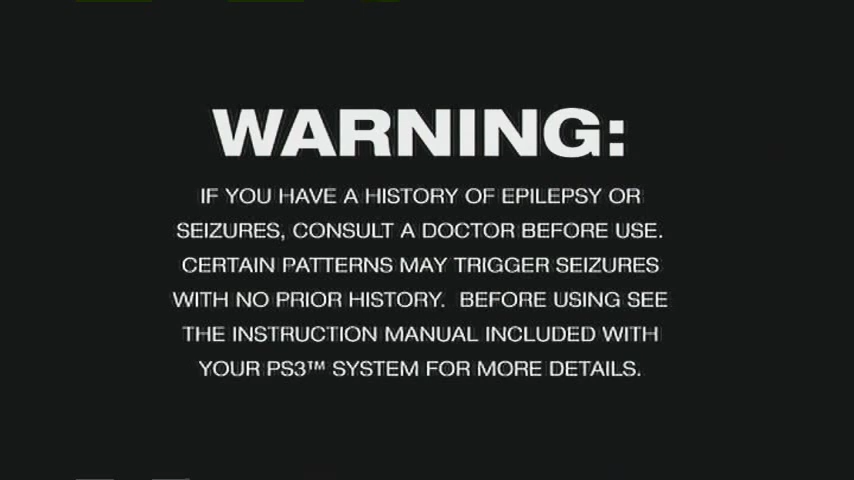 WARNING:
IF YOU HAVE A HISTORY OF EPILEPSY OR
SEIZURES, CONSULT A DOCTOR BEFORE USE.
CERTAIN PATTERNS MAY TRIGGER SEIZURES
WITH NO PRIOR HISTORY.  BEFORE USING SEE
THE INSTRUCTION MANUAL INCLUDED WITH
YOUR PS3™ SYSTEM FOR MORE DETAILS.